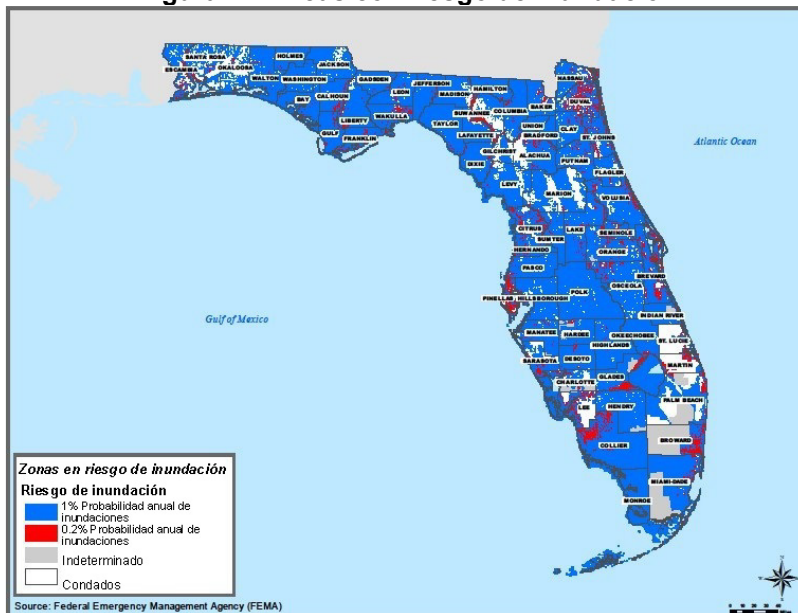 SANTA ROSA
HOLMES
ESCAMBIA
OKALOOSA
JACKSON
WALTON
WASHINGTON
GADSDEN
BAY
CALHOUN
LEON
JEFFERSON
MADISON
HAMILTON
NASSAU
LIBERTY
WAKULLA
SUWANNEE
COLUMBIA
BAKER
DUVAL
GULF
FRANKLIN
TAYLOR
LAFAYETTE
UNION
BRADFORD
CLAY
ST. JOHNS
Atlantic Ocean
DIXIE
GILCHRIST
ALACHUA
PUTNAM
FLAGLER
LEVY
MARION
VOLUSIA
CITRUS
SUMTER
LAKE
SEMINOLE
HERNANDO
ORANGE
PASCO
BREVARD
OSCEOLA
PINELLAS
HILLSBOROUGH
POLK
INDIAN RIVER
Gulf of Mexico
MANATEE
HARDEE
OKEECHOBEE
HIGHLANDS
ST. LUCIE
SARASOTA
DESOTO
MARTIN
CHARLOTTE
GLADES
LEE
HENDRY
PALM BEACH
COLLIER
BROWARD
MIAMI-DADE
MONROE
Zonas en riesgo de inundación
Riesgo de inundación
1% Probabilidad anual de
inundaciones
0.2% Probabilidad anual de
inundaciones
Indeterminado
Condados
Source: Federal Emergency Management Agency (FEMA)